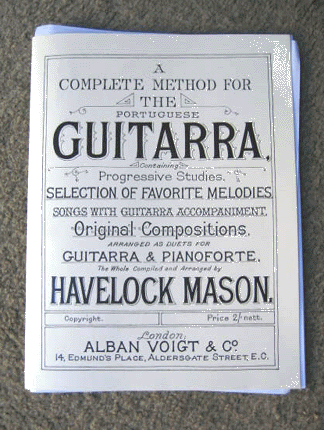 A
COMPLETE METHOD FOR
THE
PORTUGUESE
GUITARRA,
Containing
Progressive Studies.
SELECTION OF FAVORITE MELODIES
SONGS WITH GUITARRA ACCOMPANIMENT.
Original Compositions.
ARRANGED AS DUETS FOR
GUITARRA & PIANOFORTE.
The Whole Compiled and Arranged by
HAVELOCK MASON.
Copyright. Price 2/- nett.
London;
ALBAN VOIGT & Co.
14, EDMUND'S PLACE, ALDERSGATE STREET, E.C.